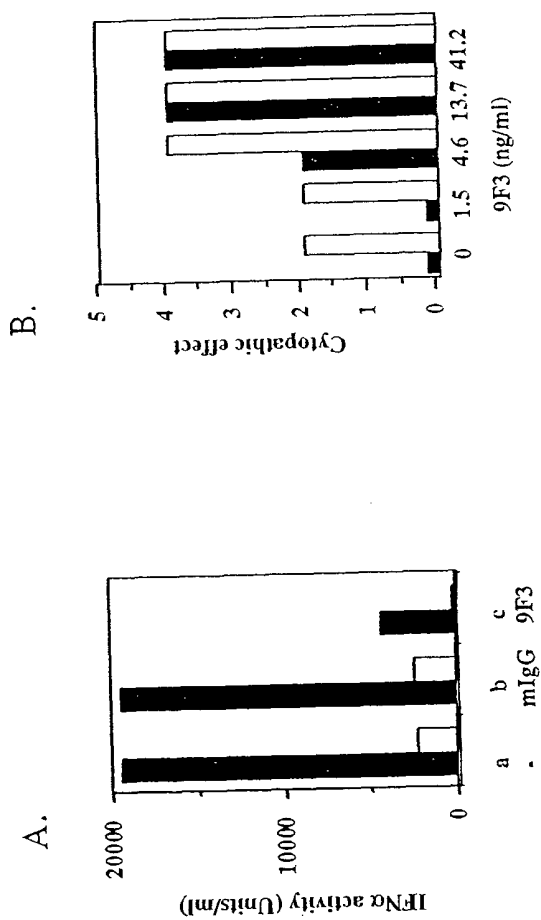 A.
IFNα activity (Units/ml)
20000
10000
0
a b c
- mIgG 9F3
B.
Cytopathic effect
5
4
3
2
1
0
0 1.5 4.6 13.7 41.2
9F3 (ng/ml)